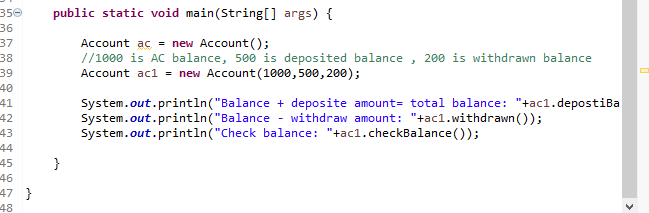 35 public static void main(String[] args) {
36
37 Account ac = new Account();
38 //1000 is AC balance, 500 is deposited balance , 200 is withdrawn balance
39 Account ac1 = new Account(1000,500,200);
40
41 System.out.println("Balance + deposite amount= total balance: "+ac1.depostiBa
42 System.out.println("Balance - withdraw amount: "+ac1.withdrawn());
43 System.out.println("Check balance: "+ac1.checkBalance());
44
45 }
46
47 }
48